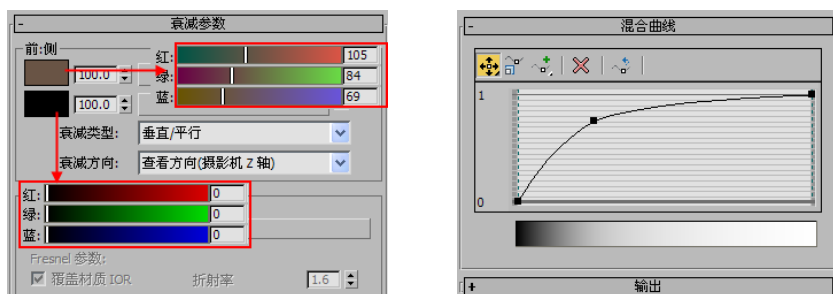 - 衰减参数
前:侧
100.0
100.0
红: 105
绿: 84
蓝: 69
衰减类型: 垂直/平行
衰减方向: 查看方向(摄影机 Z 轴)
红: 0
绿: 0
蓝: 0
Fresnel 参数:
覆盖材质 IOR 折射率 1.6
- 混合曲线
1
0
+ 输出